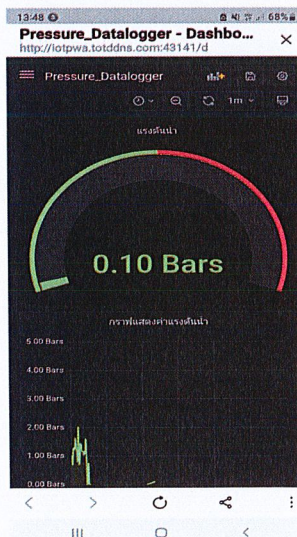 13:48
68%
Pressure_Datalogger - Dashbo...
http://iotpwa.totddns.com:43141/d
Pressure_Datalogger
1m
แรงดันน้ำ
0.10 Bars
กราฟแสดงค่าแรงดันน้ำ
5.00 Bars
4.00 Bars
3.00 Bars
2.00 Bars
1.00 Bars
0.00 Bars